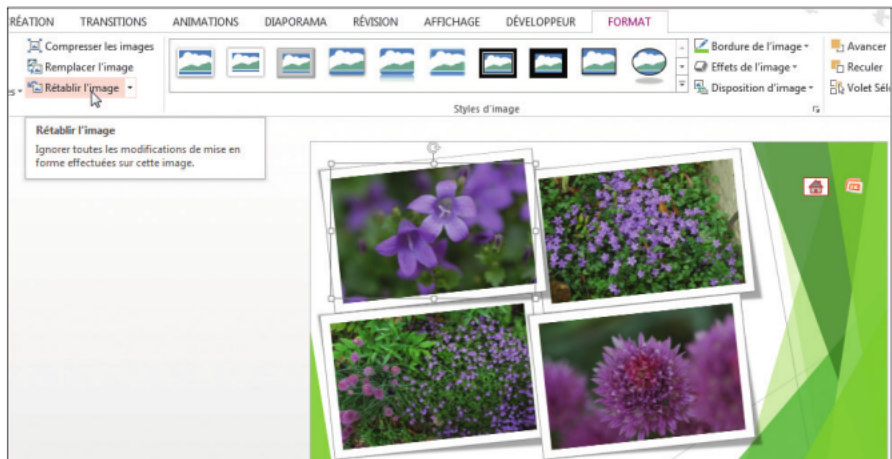 RÉATION TRANSITIONS ANIMATIONS DIAPORAMA RÉVISION AFFICHAGE DÉVELOPPEUR FORMAT
Compresser les images
Remplacer l'image
Rétablir l'image
Bordure de l'image
Effets de l'image
Disposition d'image
Avancer
Reculer
Volet Sél
Styles d'image
Rétablir l'image
Ignorer toutes les modifications de mise en
forme effectuées sur cette image.